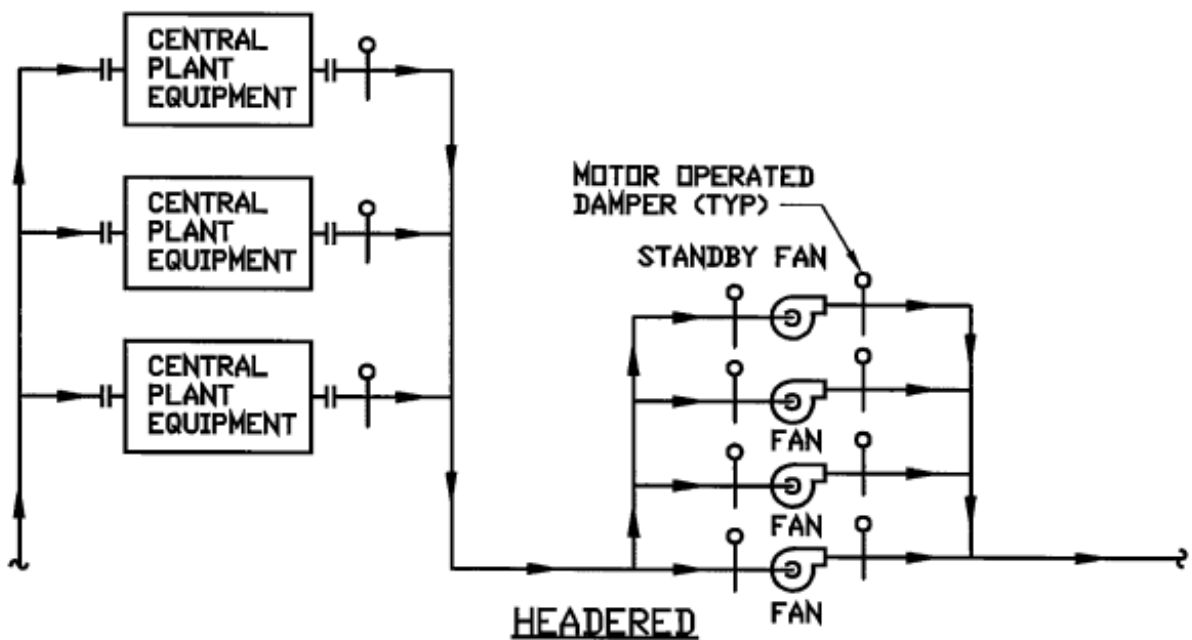 CENTRAL
PLANT
EQUIPMENT
CENTRAL
PLANT
EQUIPMENT
CENTRAL
PLANT
EQUIPMENT
MOTOR OPERATED
DAMPER (TYP)
STANDBY FAN
FAN
FAN
FAN
HEADERED